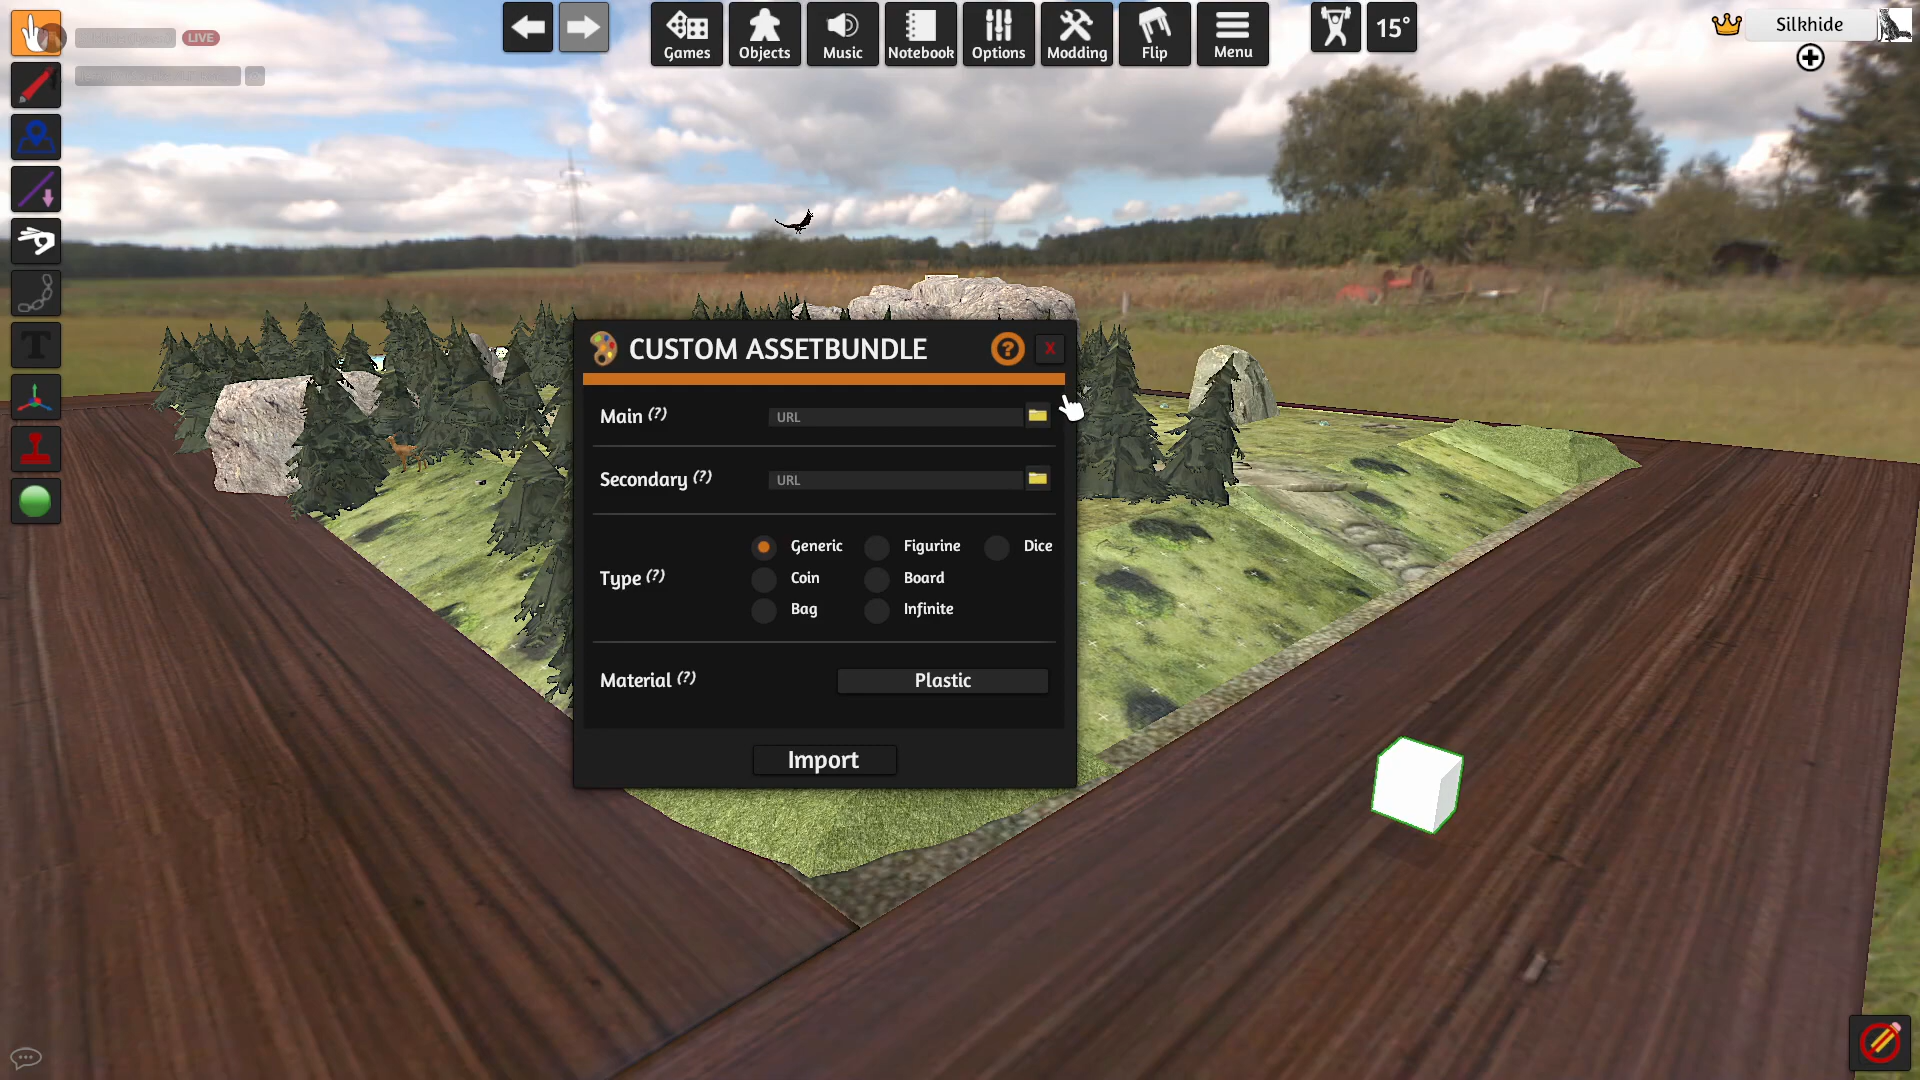 LIVE
Games
Objects
Music
Notebook
Options
Modding
Flip
Menu
15°
Silkhide
CUSTOM ASSETBUNDLE
?
X
Main (?)
URL
Secondary (?)
URL
Type (?)
Generic
Figurine
Dice
Coin
Board
Bag
Infinite
Material (?)
Plastic
Import
T